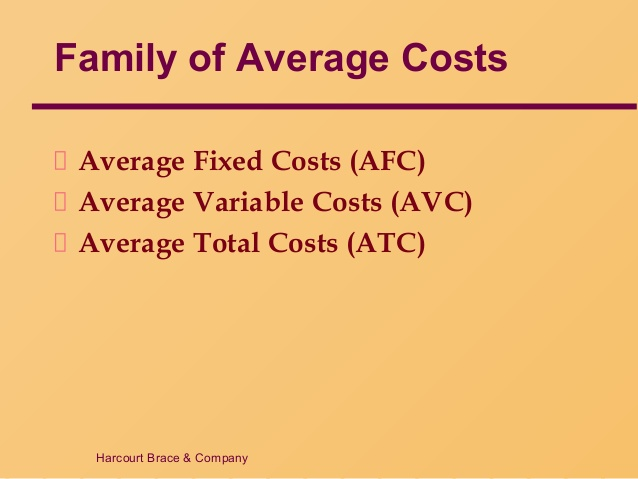 Family of Average Costs
Average Fixed Costs (AFC)
Average Variable Costs (AVC)
Average Total Costs (ATC)
Harcourt Brace & Company